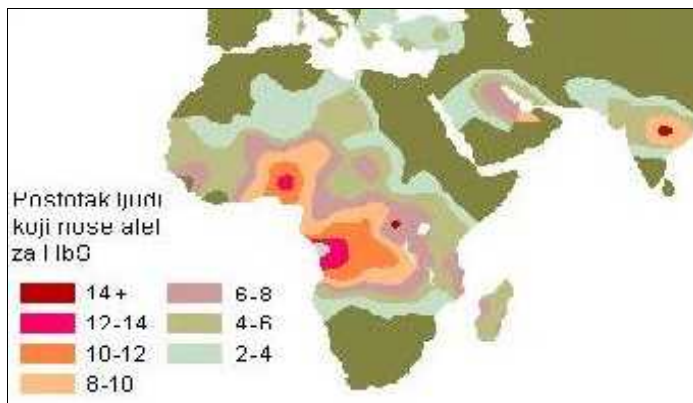 Postotak ljudi
koji nose alel
za HbS
14+ 6-8
12-14 4-6
10-12 2-4
8-10